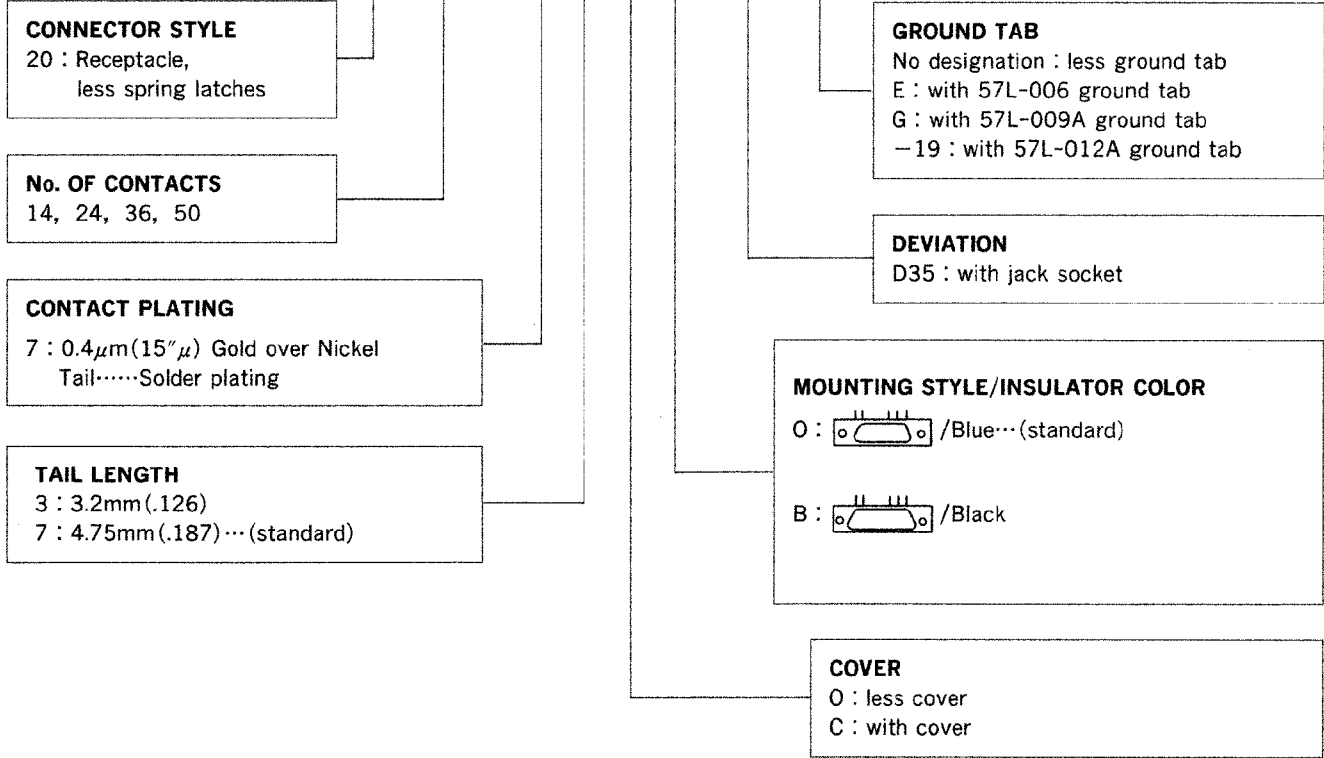 CONNECTOR STYLE
20 : Receptacle,
less spring latches
No. OF CONTACTS
14, 24, 36, 50
CONTACT PLATING
7 : 0.4μm(15″μ) Gold over Nickel
Tail······Solder plating
TAIL LENGTH
3 : 3.2mm(.126)
7 : 4.75mm(.187)···(standard)
GROUND TAB
No designation : less ground tab
E : with 57L-006 ground tab
G : with 57L-009A ground tab
−19 : with 57L-012A ground tab
DEVIATION
D35 : with jack socket
MOUNTING STYLE/INSULATOR COLOR
O : /Blue···(standard)
B : /Black
COVER
O : less cover
C : with cover